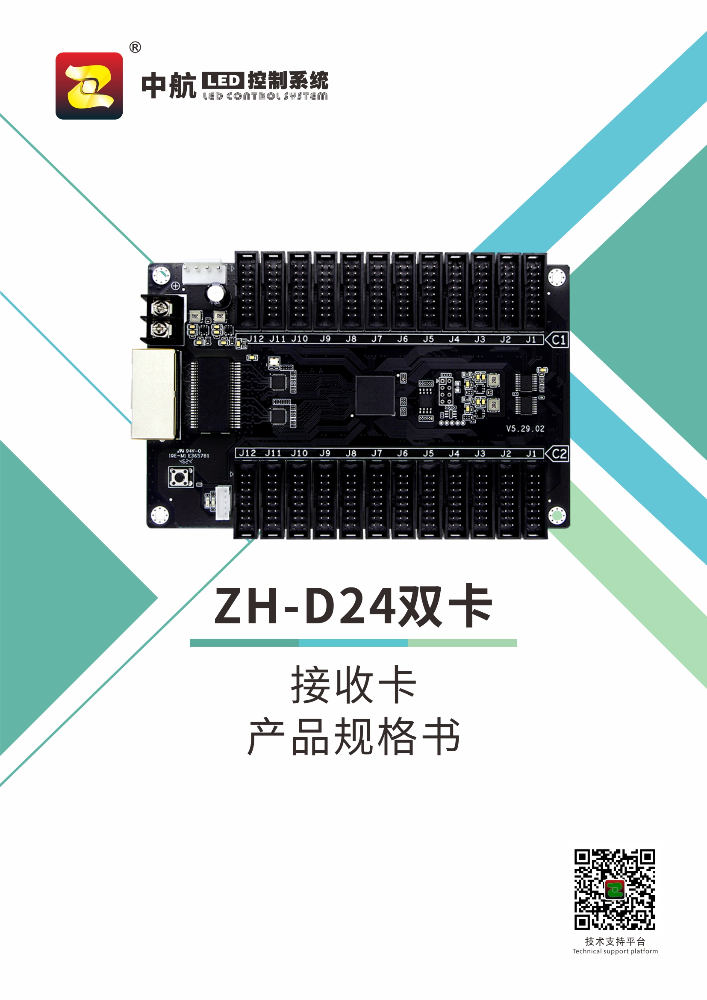 ®
中航 LED 控制系统
LED CONTROL SYSTEM
J12 J11 J10 J9 J8 J7 J6 J5 J4 J3 J2 J1 C1
V5.29.02
94V-0
IQE-M1 E365781
4624
J12 J11 J10 J9 J8 J7 J6 J5 J4 J3 J2 J1 C2
ZH-D24双卡
接收卡
产品规格书
技术支持平台
Technical support platform